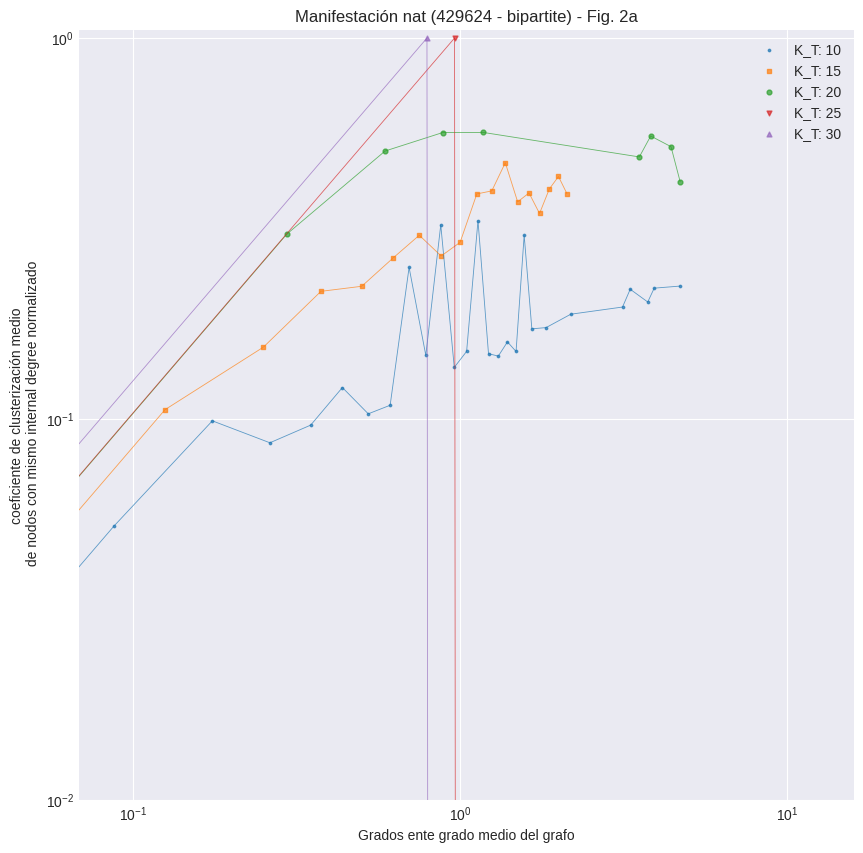 Manifestación nat (429624 - bipartite) - Fig. 2a
K_T: 10
K_T: 15
K_T: 20
K_T: 25
K_T: 30
coeficiente de clusterización medio
de nodos con mismo internal degree normalizado
10⁰
10⁻¹
10⁻²
10⁻¹
10⁰
10¹
Grados ente grado medio del grafo